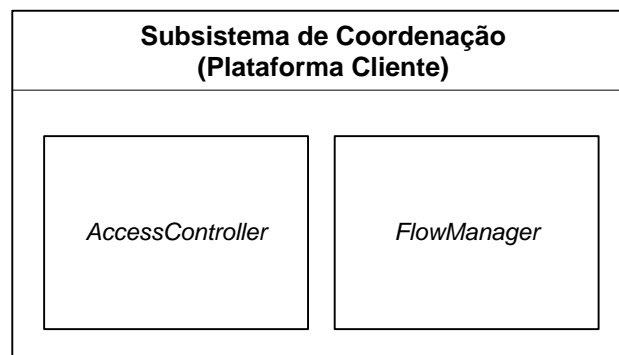 Subsistema de Coordenação
(Plataforma Cliente)
AccessController
FlowManager